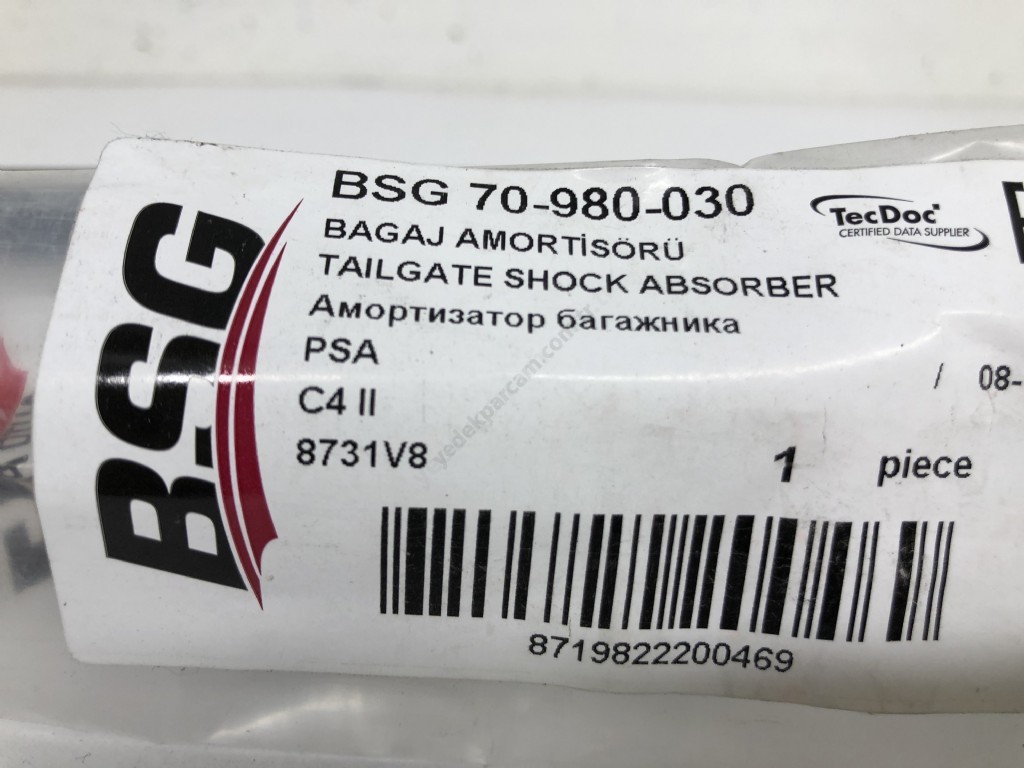 BSG
BSG 70-980-030
TecDoc
CERTIFIED DATA SUPPLIER
BAGAJ AMORTİSÖRÜ
TAILGATE SHOCK ABSORBER
Амортизатор багажника
PSA
/ 08-
C4 II
8731V8
1 piece
8719822200469